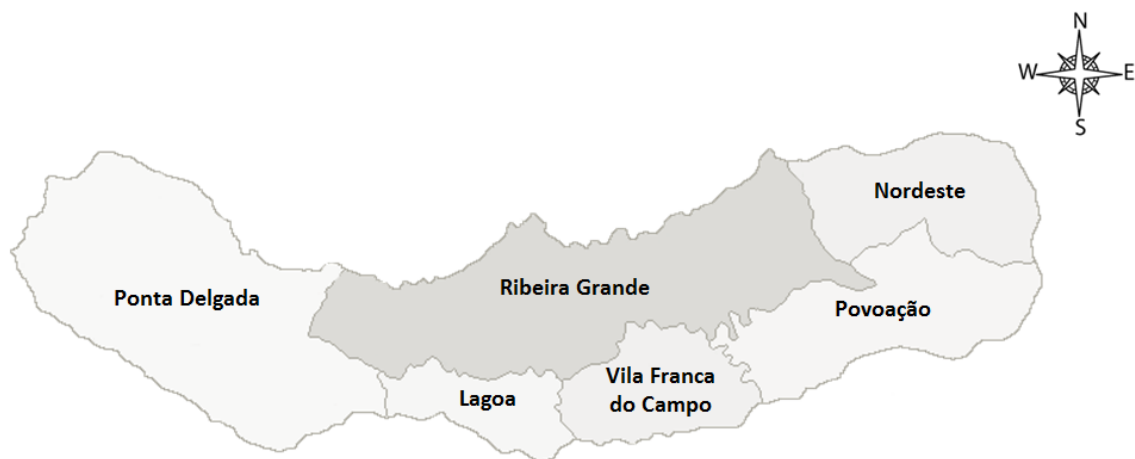 N
W E
S
Nordeste
Ribeira Grande
Ponta Delgada
Povoação
Vila Franca
do Campo
Lagoa